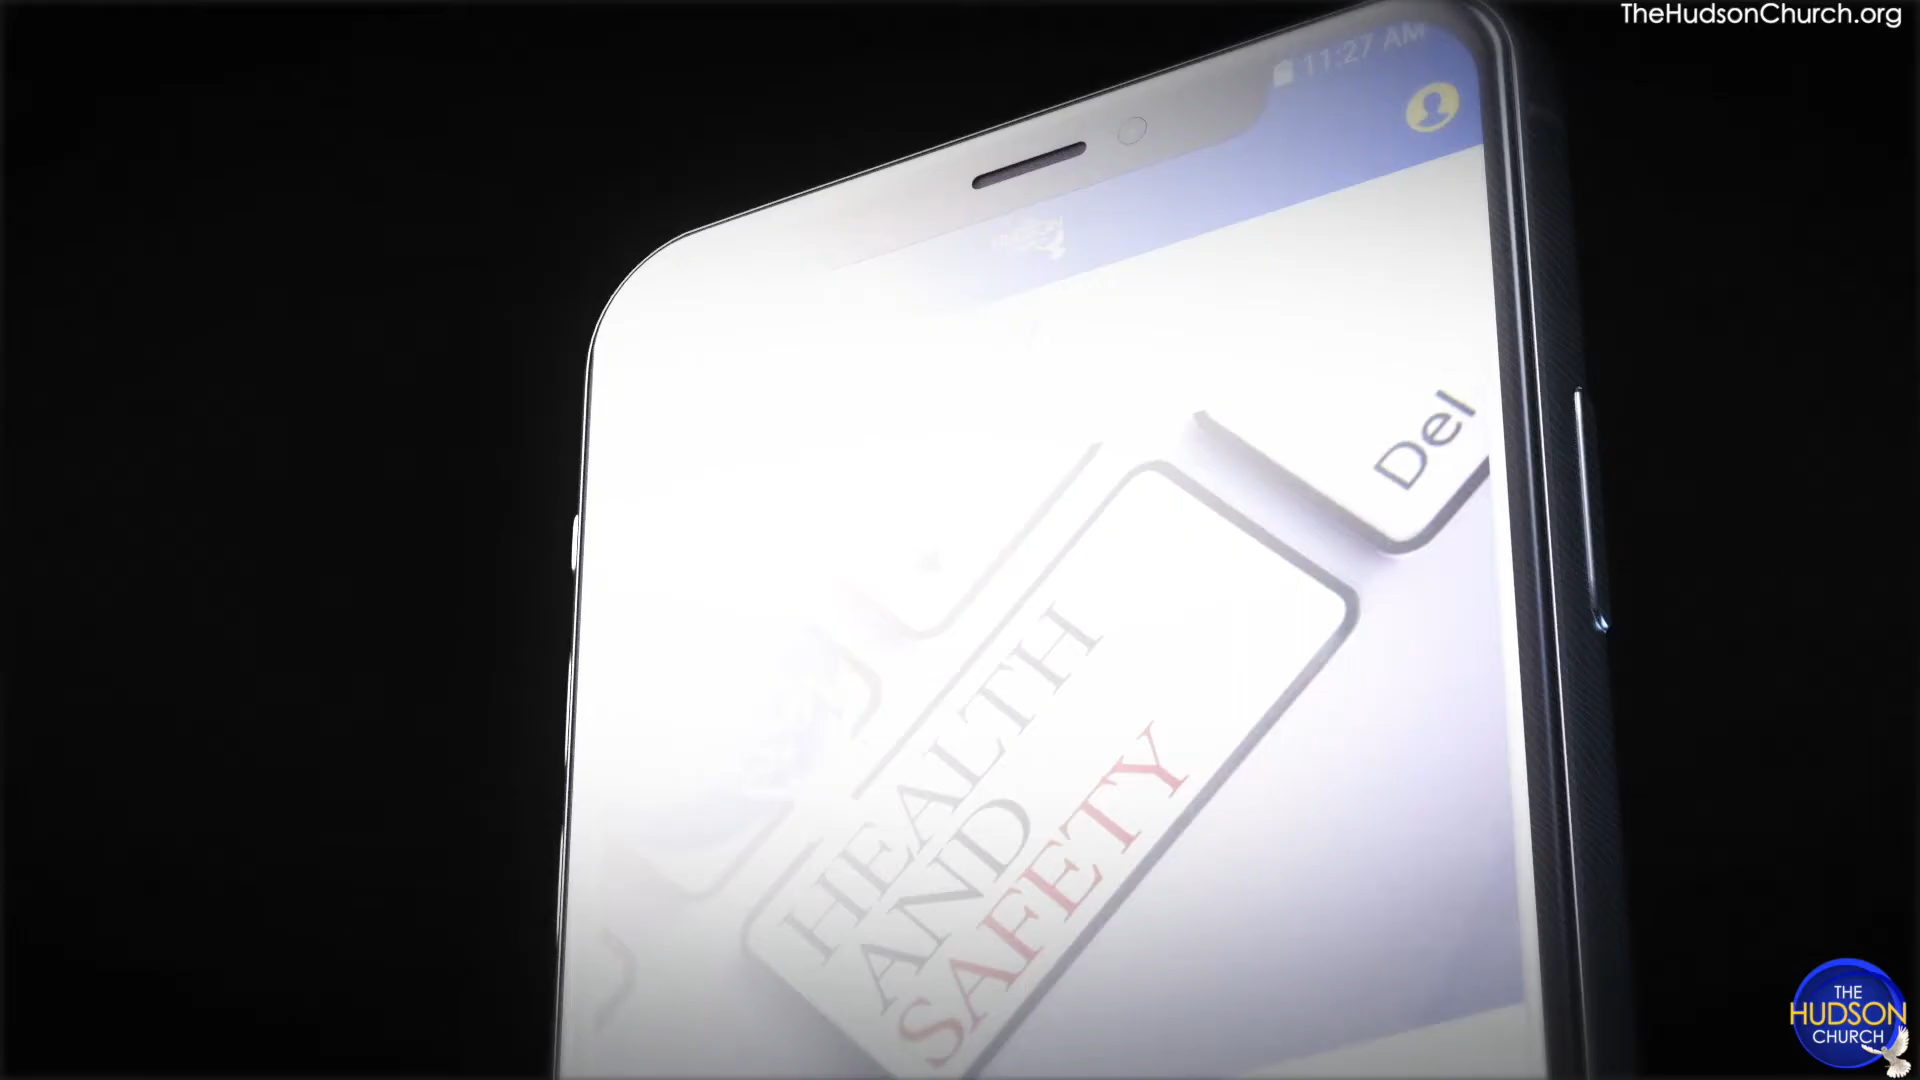 TheHudsonChurch.org
11:27 AM
Del
HEALTH
AND
SAFETY
THE
HUDSON
CHURCH